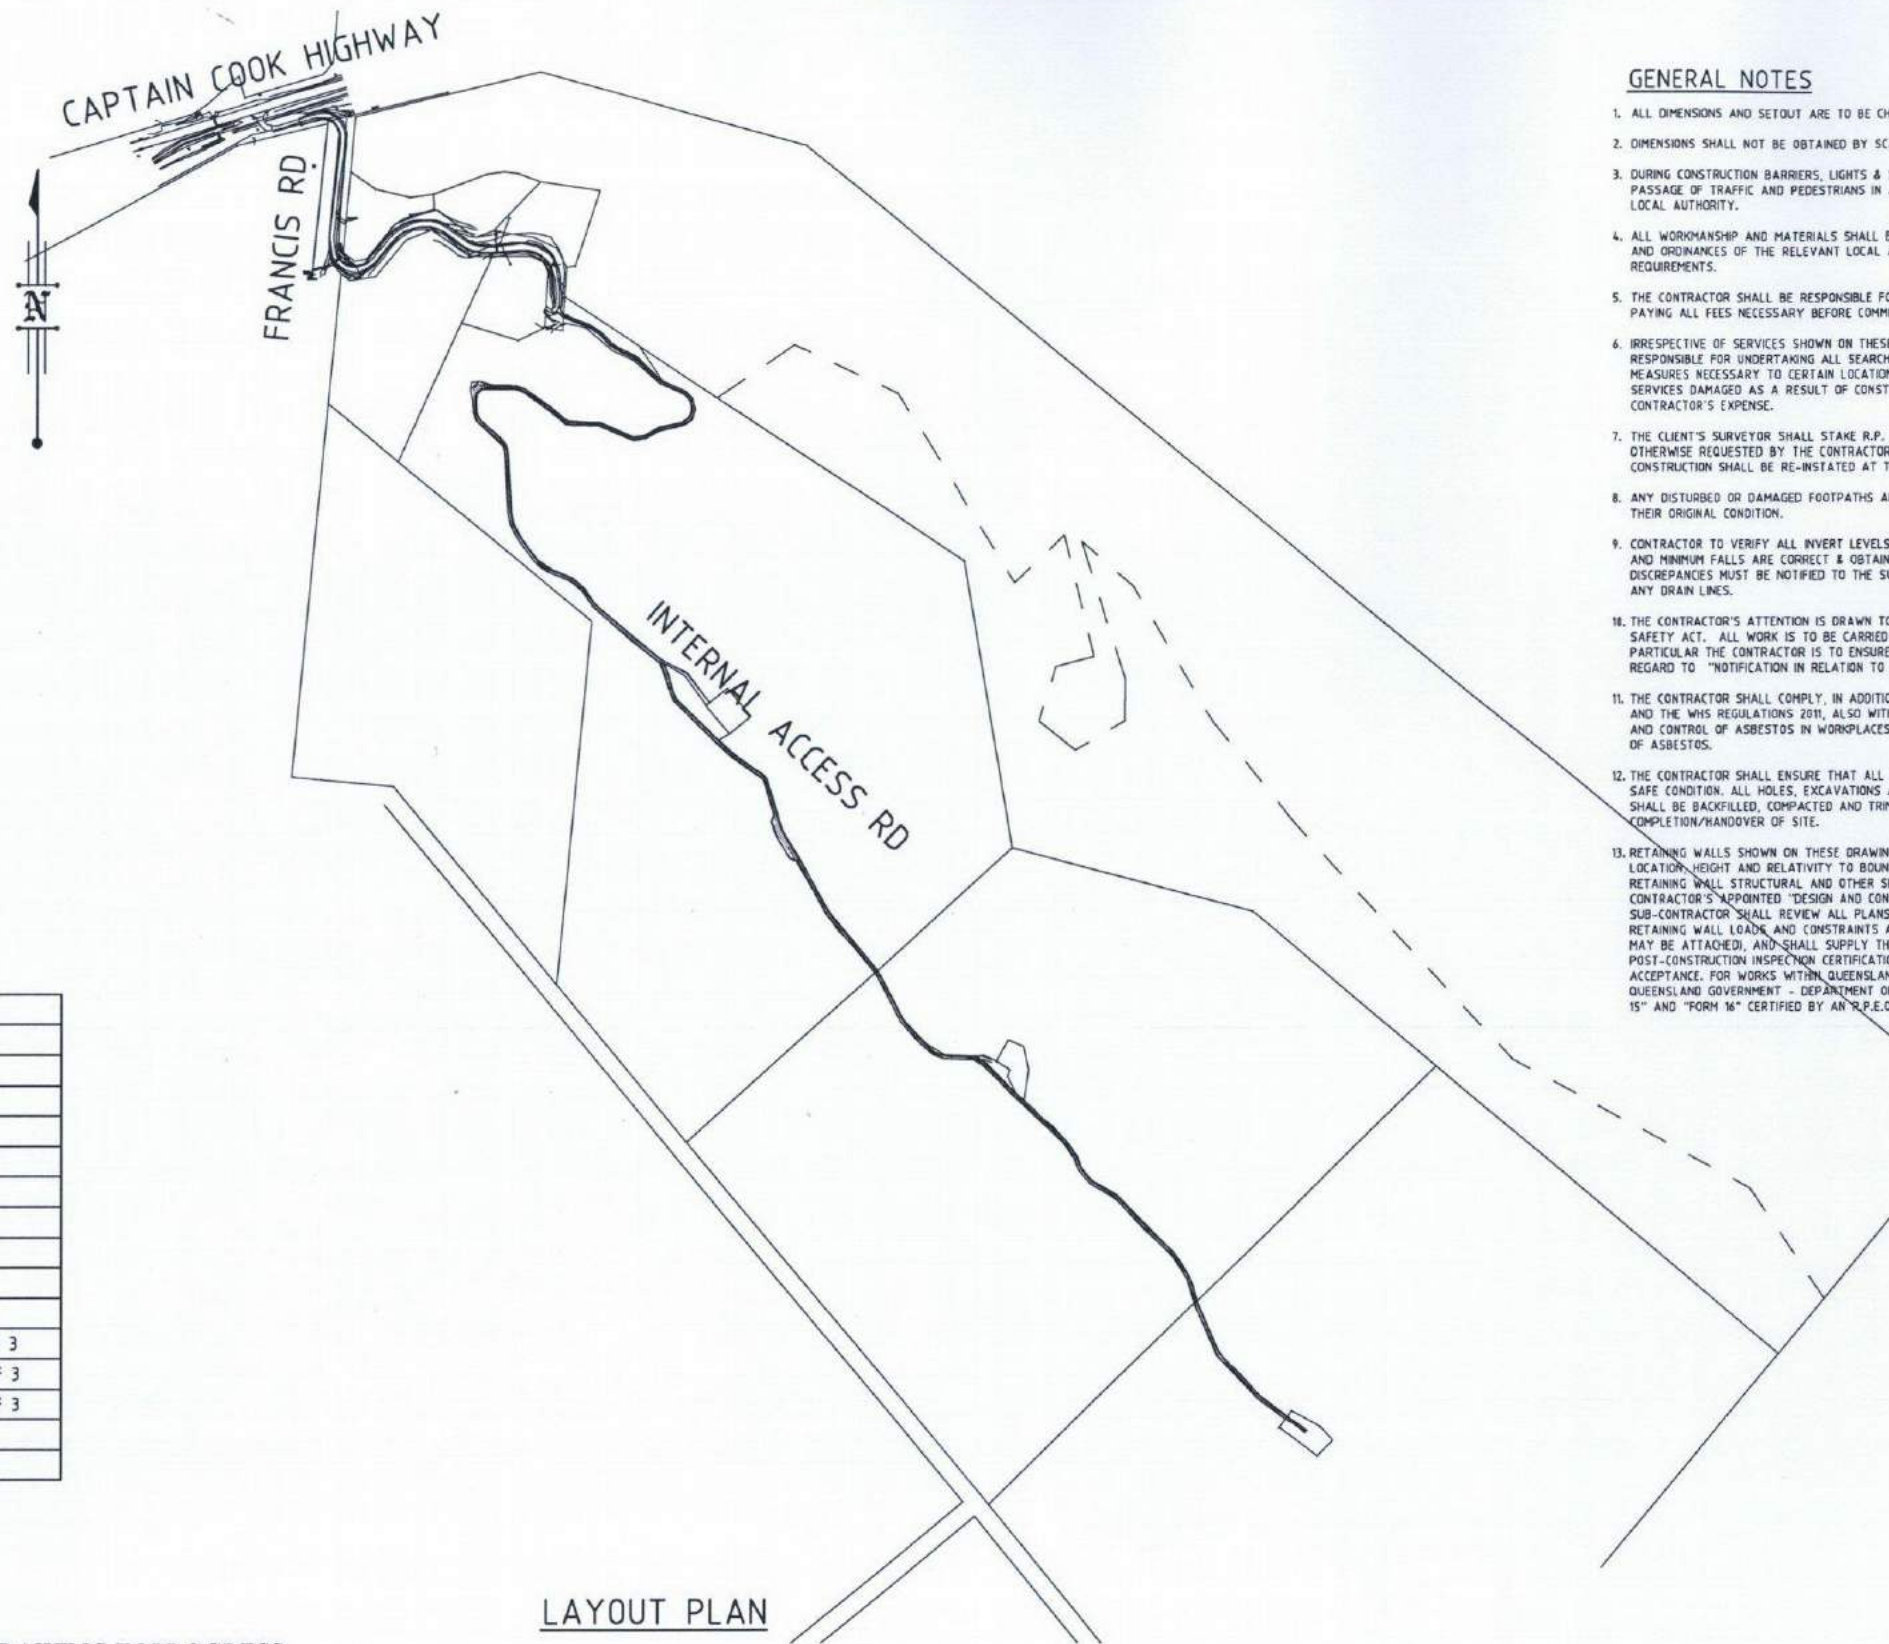 CAPTAIN COOK HIGHWAY
FRANCIS RD.
N
INTERNAL ACCESS RD
3
F 3
F 3
LAYOUT PLAN
GENERAL NOTES
1. ALL DIMENSIONS AND SETOUT ARE TO BE CH
2. DIMENSIONS SHALL NOT BE OBTAINED BY SC
3. DURING CONSTRUCTION BARRIERS, LIGHTS &
PASSAGE OF TRAFFIC AND PEDESTRIANS IN
LOCAL AUTHORITY.
4. ALL WORKMANSHIP AND MATERIALS SHALL B
AND ORDINANCES OF THE RELEVANT LOCAL
REQUIREMENTS.
5. THE CONTRACTOR SHALL BE RESPONSIBLE FO
PAYING ALL FEES NECESSARY BEFORE COMM
6. IRRESPECTIVE OF SERVICES SHOWN ON THESE
RESPONSIBLE FOR UNDERTAKING ALL SEARCH
MEASURES NECESSARY TO CERTAIN LOCATION
SERVICES DAMAGED AS A RESULT OF CONST
CONTRACTOR'S EXPENSE.
7. THE CLIENT'S SURVEYOR SHALL STAKE R.P.
OTHERWISE REQUESTED BY THE CONTRACTOR
CONSTRUCTION SHALL BE RE-INSTATED AT T
8. ANY DISTURBED OR DAMAGED FOOTPATHS A
THEIR ORIGINAL CONDITION.
9. CONTRACTOR TO VERIFY ALL INVERT LEVELS
AND MINIMUM FALLS ARE CORRECT & OBTAIN
DISCREPANCIES MUST BE NOTIFIED TO THE SU
ANY DRAIN LINES.
10. THE CONTRACTOR'S ATTENTION IS DRAWN TO
SAFETY ACT. ALL WORK IS TO BE CARRIED
PARTICULAR THE CONTRACTOR IS TO ENSURE
REGARD TO "NOTIFICATION IN RELATION TO
11. THE CONTRACTOR SHALL COMPLY, IN ADDITIO
AND THE WHS REGULATIONS 2011, ALSO WIT
AND CONTROL OF ASBESTOS IN WORKPLACES
OF ASBESTOS.
12. THE CONTRACTOR SHALL ENSURE THAT ALL
SAFE CONDITION. ALL HOLES, EXCAVATIONS
SHALL BE BACKFILLED, COMPACTED AND TRI
COMPLETION/HANDOVER OF SITE.
13. RETAINING WALLS SHOWN ON THESE DRAWIN
LOCATION, HEIGHT AND RELATIVITY TO BOUN
RETAINING WALL STRUCTURAL AND OTHER S
CONTRACTOR'S APPOINTED "DESIGN AND CON
SUB-CONTRACTOR SHALL REVIEW ALL PLANS
RETAINING WALL LOADS AND CONSTRAINTS A
MAY BE ATTACHED), AND SHALL SUPPLY TH
POST-CONSTRUCTION INSPECTION CERTIFICATIO
ACCEPTANCE. FOR WORKS WITHIN QUEENSLAN
QUEENSLAND GOVERNMENT - DEPARTMENT O
15" AND "FORM 16" CERTIFIED BY AN R.P.E.Q